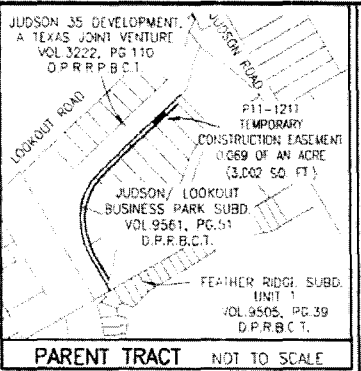 JUDSON 35 DEVELOPMENT,
A TEXAS JOINT VENTURE
VOL.3222, PG.110
O.P.R.R.P.B.C.T.
JUDSON
ROAD
LOOKOUT ROAD
P11-1211
TEMPORARY
CONSTRUCTION EASEMENT
0.069 OF AN ACRE
(3,002 SQ. FT)
JUDSON/ LOOKOUT
BUSINESS PARK SUBD.
VOL.9561, PG.51
D.P.R.B.C.T.
FEATHER RIDGE SUBD.
UNIT 1
VOL.9505, PG.39
D.P.R.B.C.T.
PARENT TRACT NOT TO SCALE